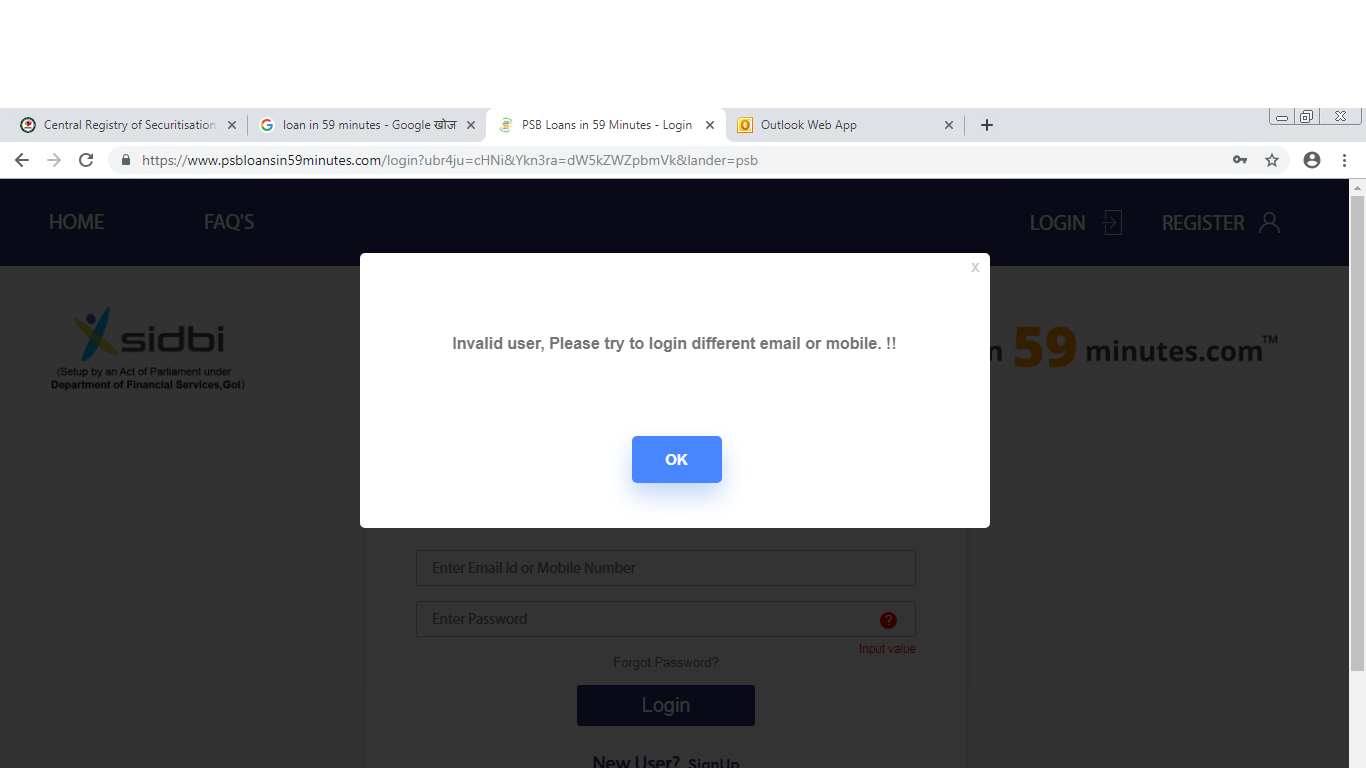 Central Registry of Securitisation
loan in 59 minutes - Google खोज
PSB Loans in 59 Minutes - Login
Outlook Web App
https://www.psbloansin59minutes.com/login?ubr4ju=cHNi&Ykn3ra=dW5kZWZpbmVk&lander=psb
HOME
FAQ'S
LOGIN
REGISTER
x
sidbi
(Setup by an Act of Parliament under
Department of Financial Services,GoI)
n 59 minutes.com™
Invalid user, Please try to login different email or mobile. !!
OK
Enter Email Id or Mobile Number
Enter Password
?
Input value
Forgot Password?
Login
New User? SignUp